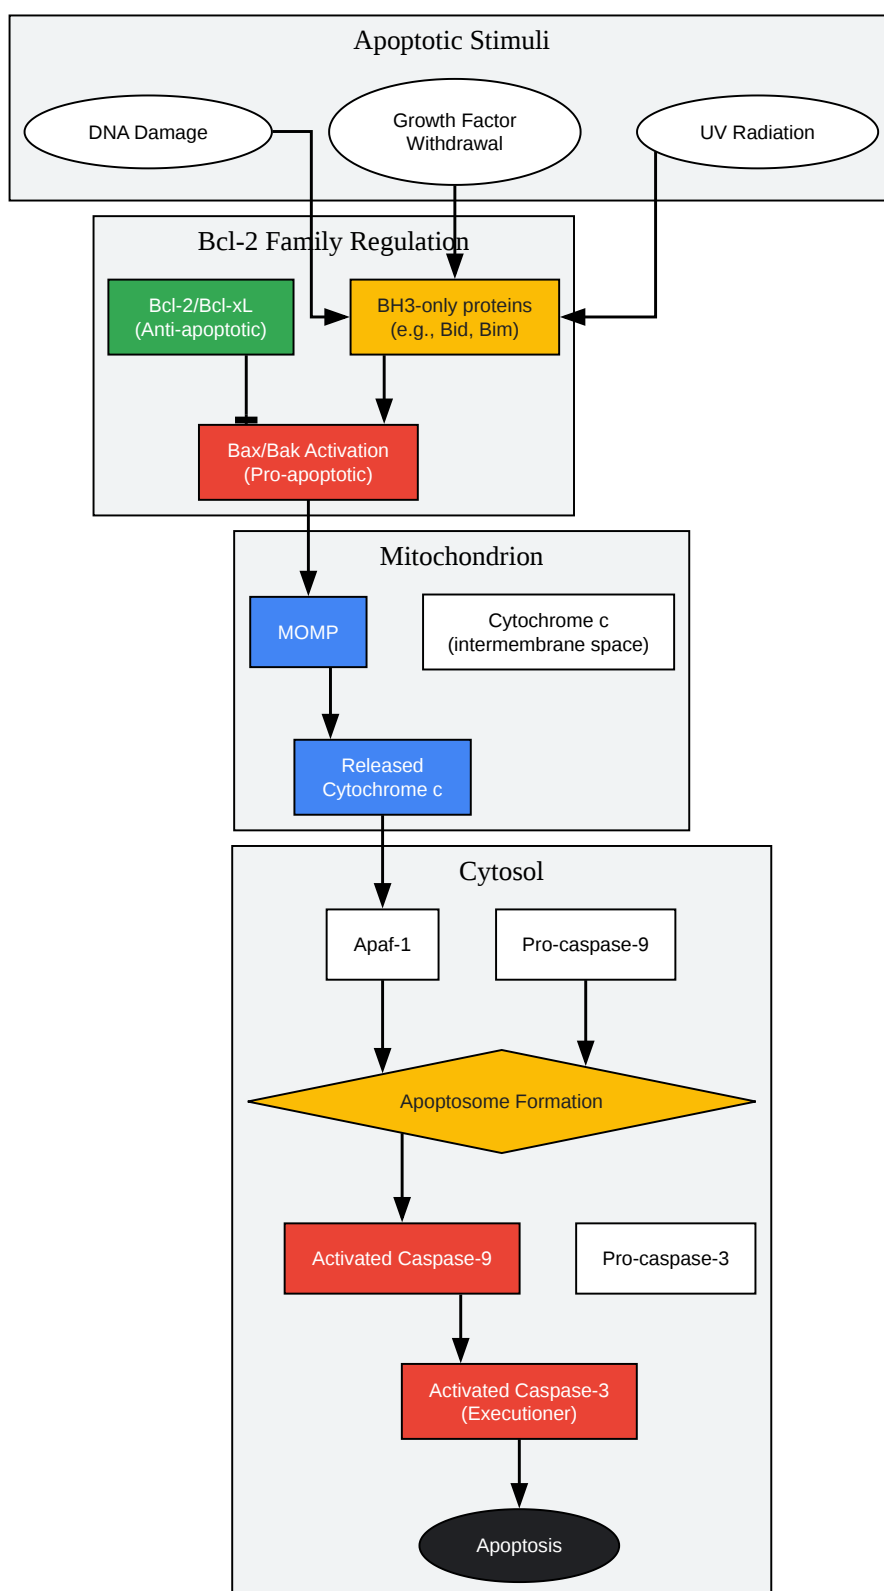 Apoptotic Stimuli
DNA Damage
Growth Factor
Withdrawal
UV Radiation
Bcl-2 Family Regulation
Bcl-2/Bcl-xL
(Anti-apoptotic)
BH3-only proteins
(e.g., Bid, Bim)
Bax/Bak Activation
(Pro-apoptotic)
Mitochondrion
MOMP
Cytochrome c
(intermembrane space)
Released
Cytochrome c
Cytosol
Apaf-1
Pro-caspase-9
Apoptosome Formation
Activated Caspase-9
Pro-caspase-3
Activated Caspase-3
(Executioner)
Apoptosis